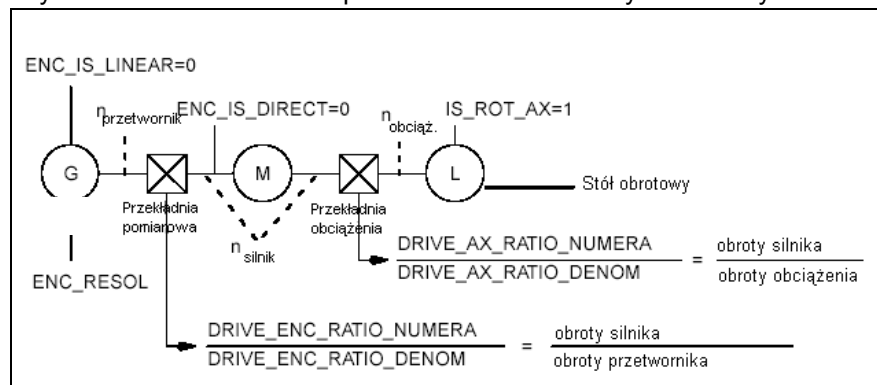 ENC_IS_LINEAR=0
n przetwornik
ENC_IS_DIRECT=0
n obciąż.
IS_ROT_AX=1
G
M
L
Stół obrotowy
Przekładnia
pomiarowa
Przekładnia
obciążenia
n silnik
ENC_RESOL
DRIVE_AX_RATIO_NUMERA
DRIVE_AX_RATIO_DENOM
=
obroty silnika
obroty obciążenia
DRIVE_ENC_RATIO_NUMERA
DRIVE_ENC_RATIO_DENOM
=
obroty silnika
obroty przetwornika